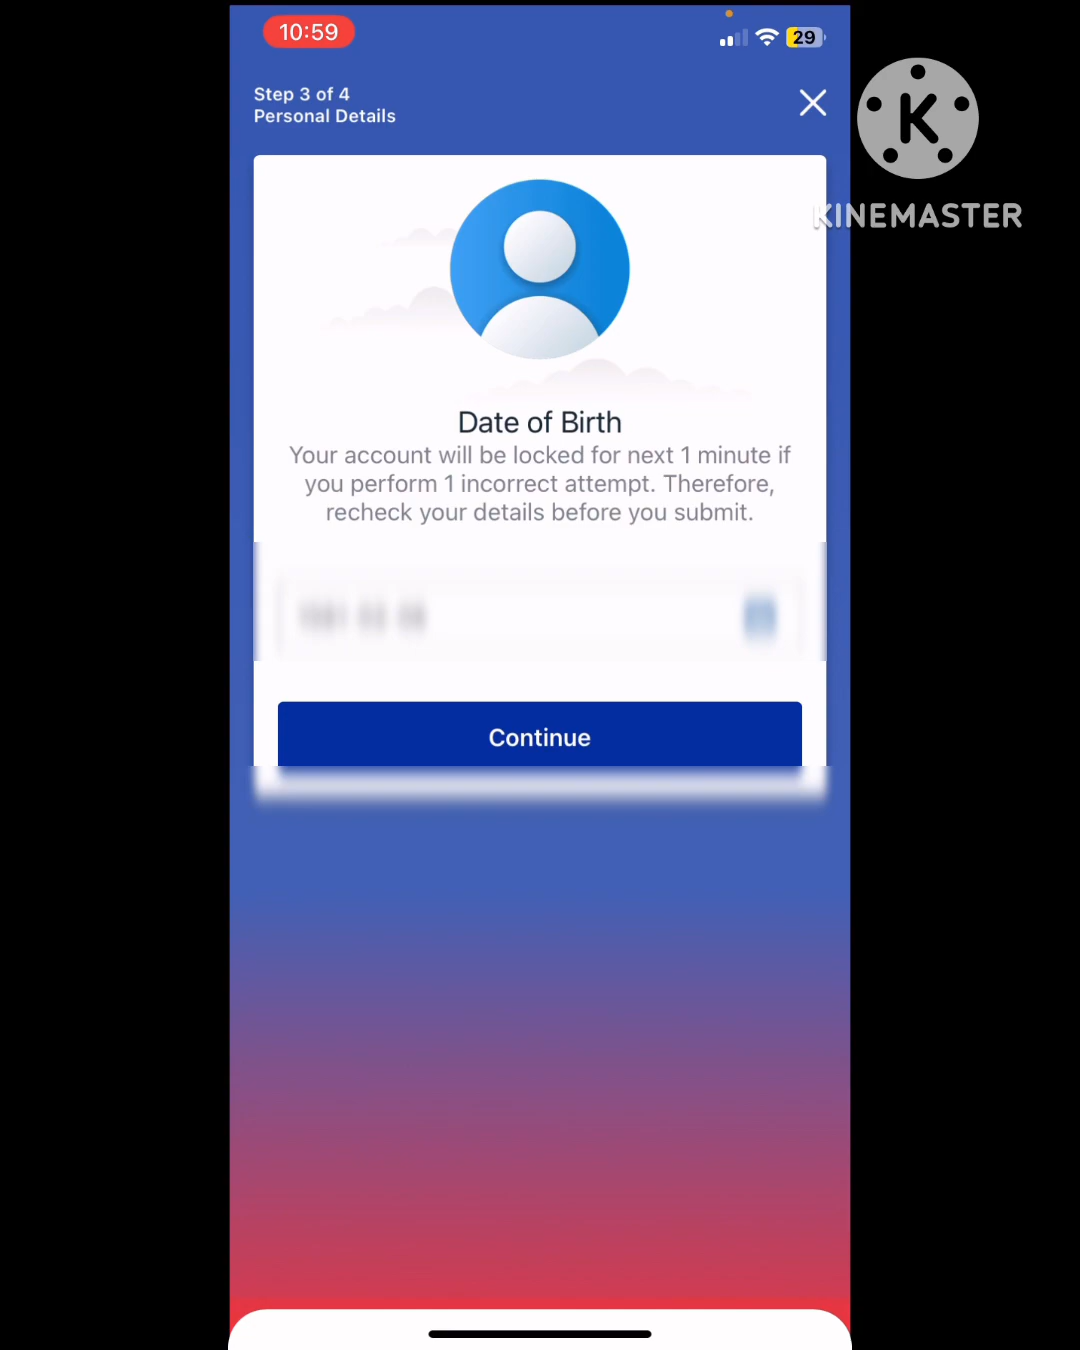 10:59
29
Step 3 of 4
Personal Details
K
KINEMASTER
Date of Birth
Your account will be locked for next 1 minute if
you perform 1 incorrect attempt. Therefore,
recheck your details before you submit.
Continue